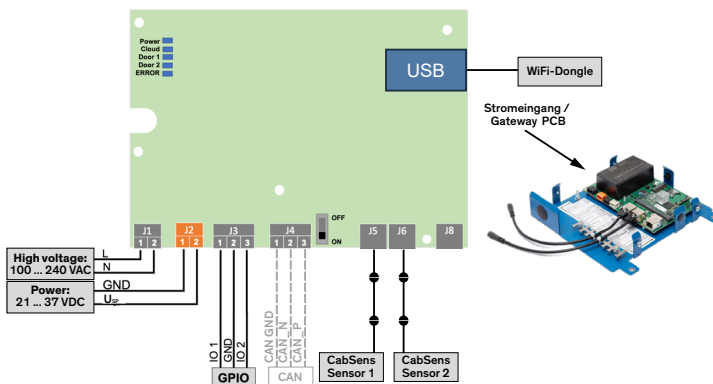 Power
Cloud
Door 1
Door 2
ERROR
USB
WiFi-Dongle
Stromeingang /
Gateway PCB
OFF
ON
J1
1 2
J2
1 2
J3
1 2 3
J4
1 2 3
J5
J6
J8
High voltage:
100 ... 240 VAC
L
N
Power:
21 ... 37 VDC
GND
USP
IO 1
GND
IO 2
GPIO
CAN GND
CAN_N
CAN_P
CAN
CabSens
Sensor 1
CabSens
Sensor 2